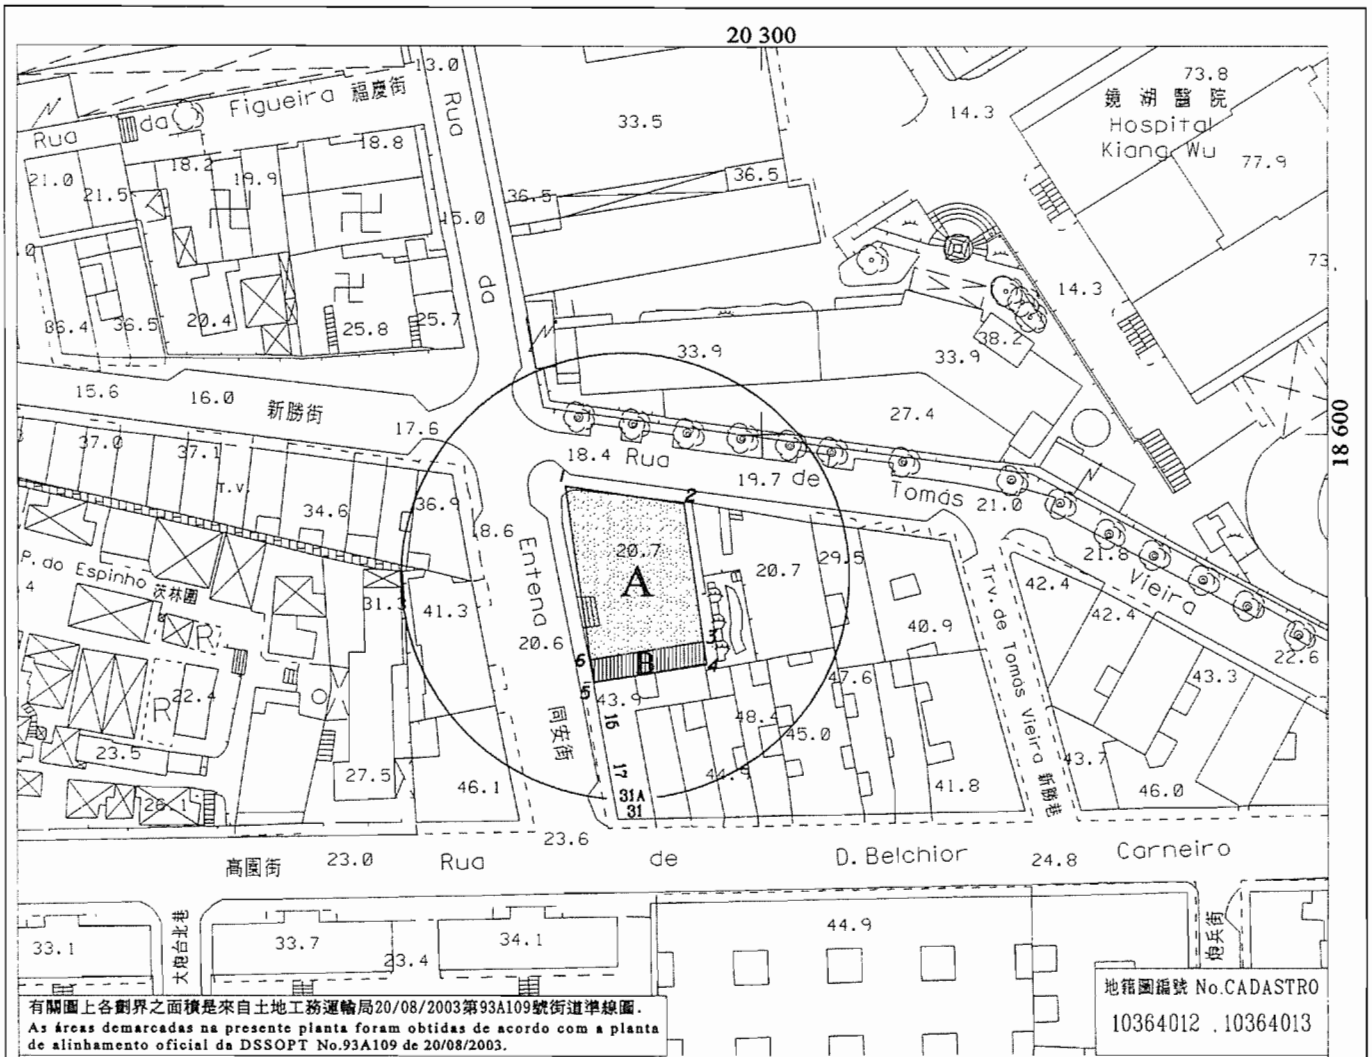 20 300
18 600
13.0
Rua da Figueira 福慶街
Rua
da
Entena
同安街
33.5
73.8
鏡湖醫院
Hospital
Kiang Wu
14.3
77.9
18.2
18.8
19.9
21.0
21.5
36.5
36.5
15.0
73.
14.3
36.4
36.5
20.4
25.8
25.7
33.9
33.9
38.2
15.6
16.0
新勝街
17.6
27.4
37.0
37.1
T.V.
34.6
36.9
18.4
Rua de Tomás Vieira
19.7
21.0
21.8
22.6
1
2
20.7
A
B
3
4
5
6
20.7
29.5
P. do Espinho 茨林圍
31.3
41.3
20.6
40.9
42.4
42.4
43.3
Trv. de Tomás Vieira 新勝巷
R
R
22.4
23.5
26.1
27.5
46.1
43.9
15
17
31A
31
48.4
45.0
47.6
41.8
43.7
46.0
高園街
23.0
Rua de D. Belchior Carneiro
23.6
24.8
33.1
大炮台北巷
33.7
23.4
34.1
44.9
炮兵街
有關圖上各劃界之面積是來自土地工務運輸局20/08/2003第93A109號街道準線圖.
As áreas demarcadas na presente planta foram obtidas de acordo com a planta
de alinhamento oficial da DSSOPT No.93A109 de 20/08/2003.
地籍圖編號 No.CADASTRO
10364012 . 10364013